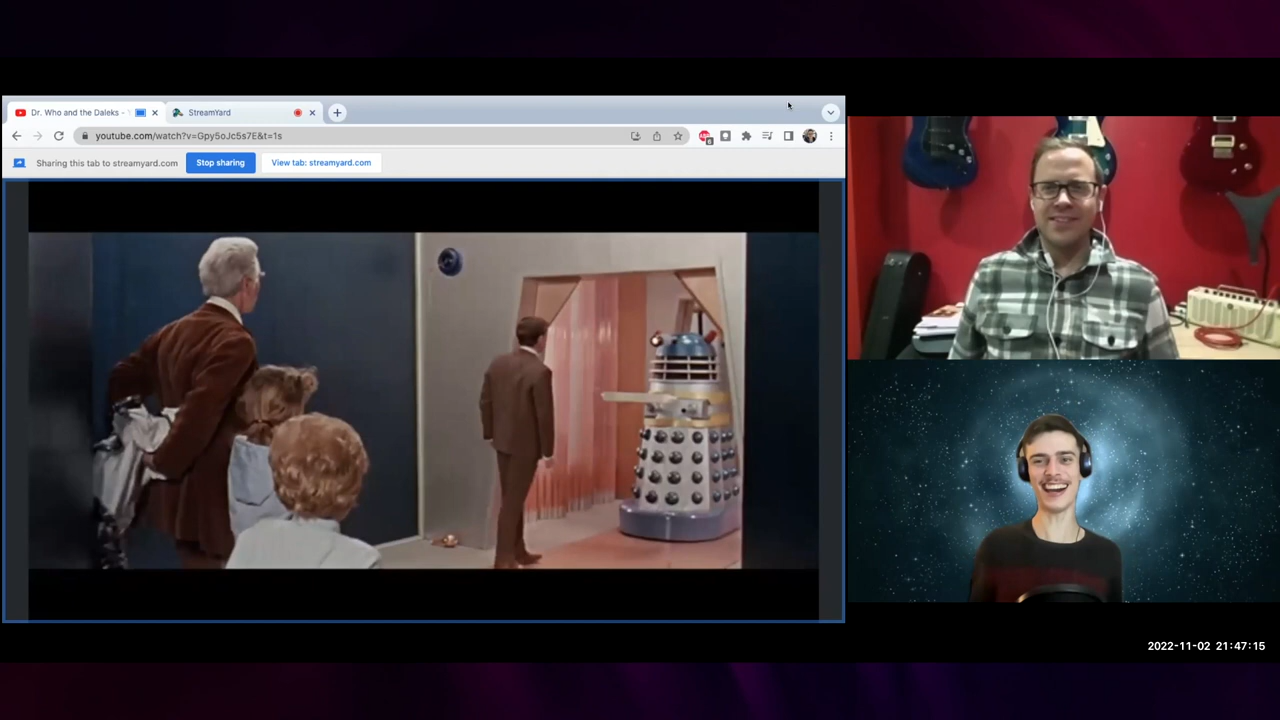 Dr. Who and the Daleks -
StreamYard
youtube.com/watch?v=Gpy5oJc5s7E&t=1s
Sharing this tab to streamyard.com
Stop sharing
View tab: streamyard.com
2022-11-02 21:47:15